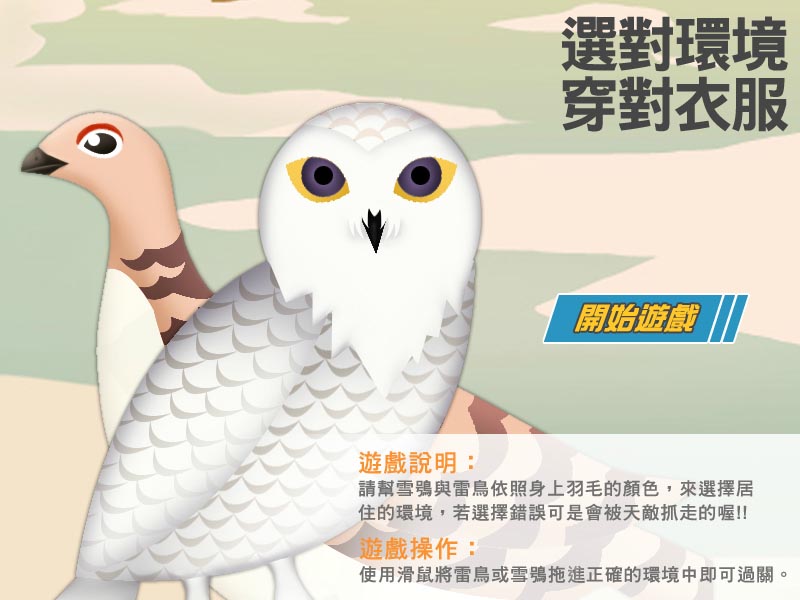 選對環境
穿對衣服
開始遊戲
遊戲說明：
請幫雪鴞與雷鳥依照身上羽毛的顏色，來選擇居
住的環境，若選擇錯誤可是會被天敵抓走的喔!!
遊戲操作：
使用滑鼠將雷鳥或雪鴞拖進正確的環境中即可過關。